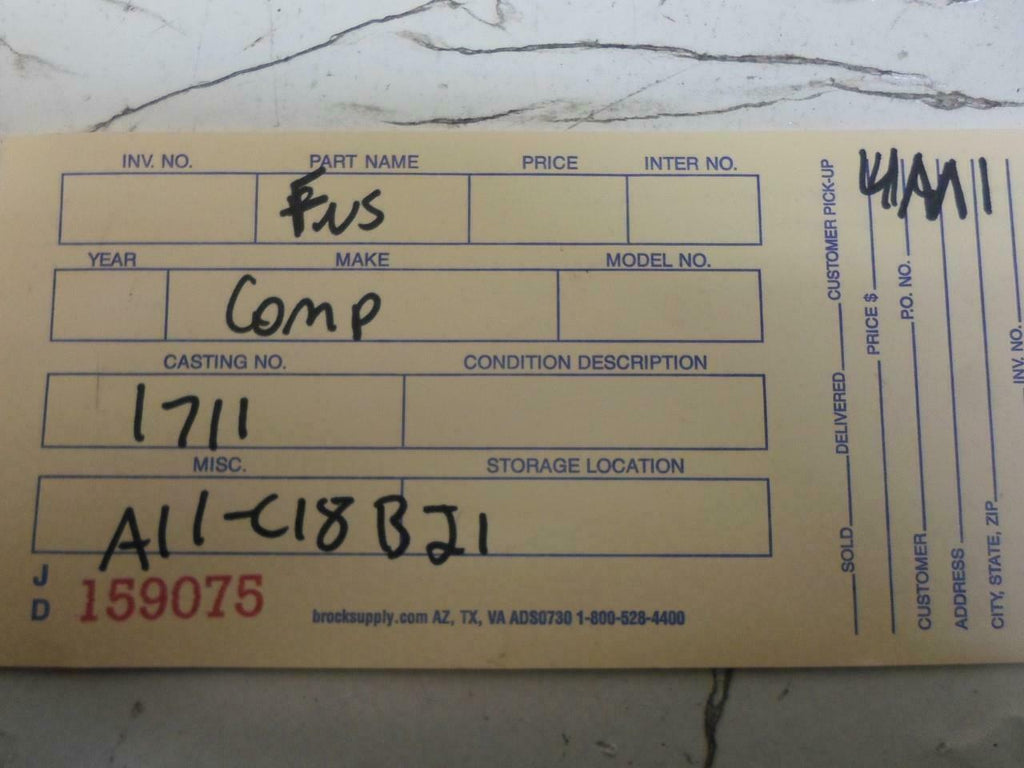 INV. NO. PART NAME PRICE INTER NO.
Fus
YEAR MAKE MODEL NO.
Comp
CASTING NO. CONDITION DESCRIPTION
1711
MISC. STORAGE LOCATION
A11-C18BJ1
J
D
159075
brocksupply.com AZ, TX, VA ADS0730 1-800-528-4400
SOLD DELIVERED CUSTOMER PICK-UP
PRICE $
CUSTOMER P.O. NO.
ADDRESS
CITY, STATE, ZIP
INV. NO.